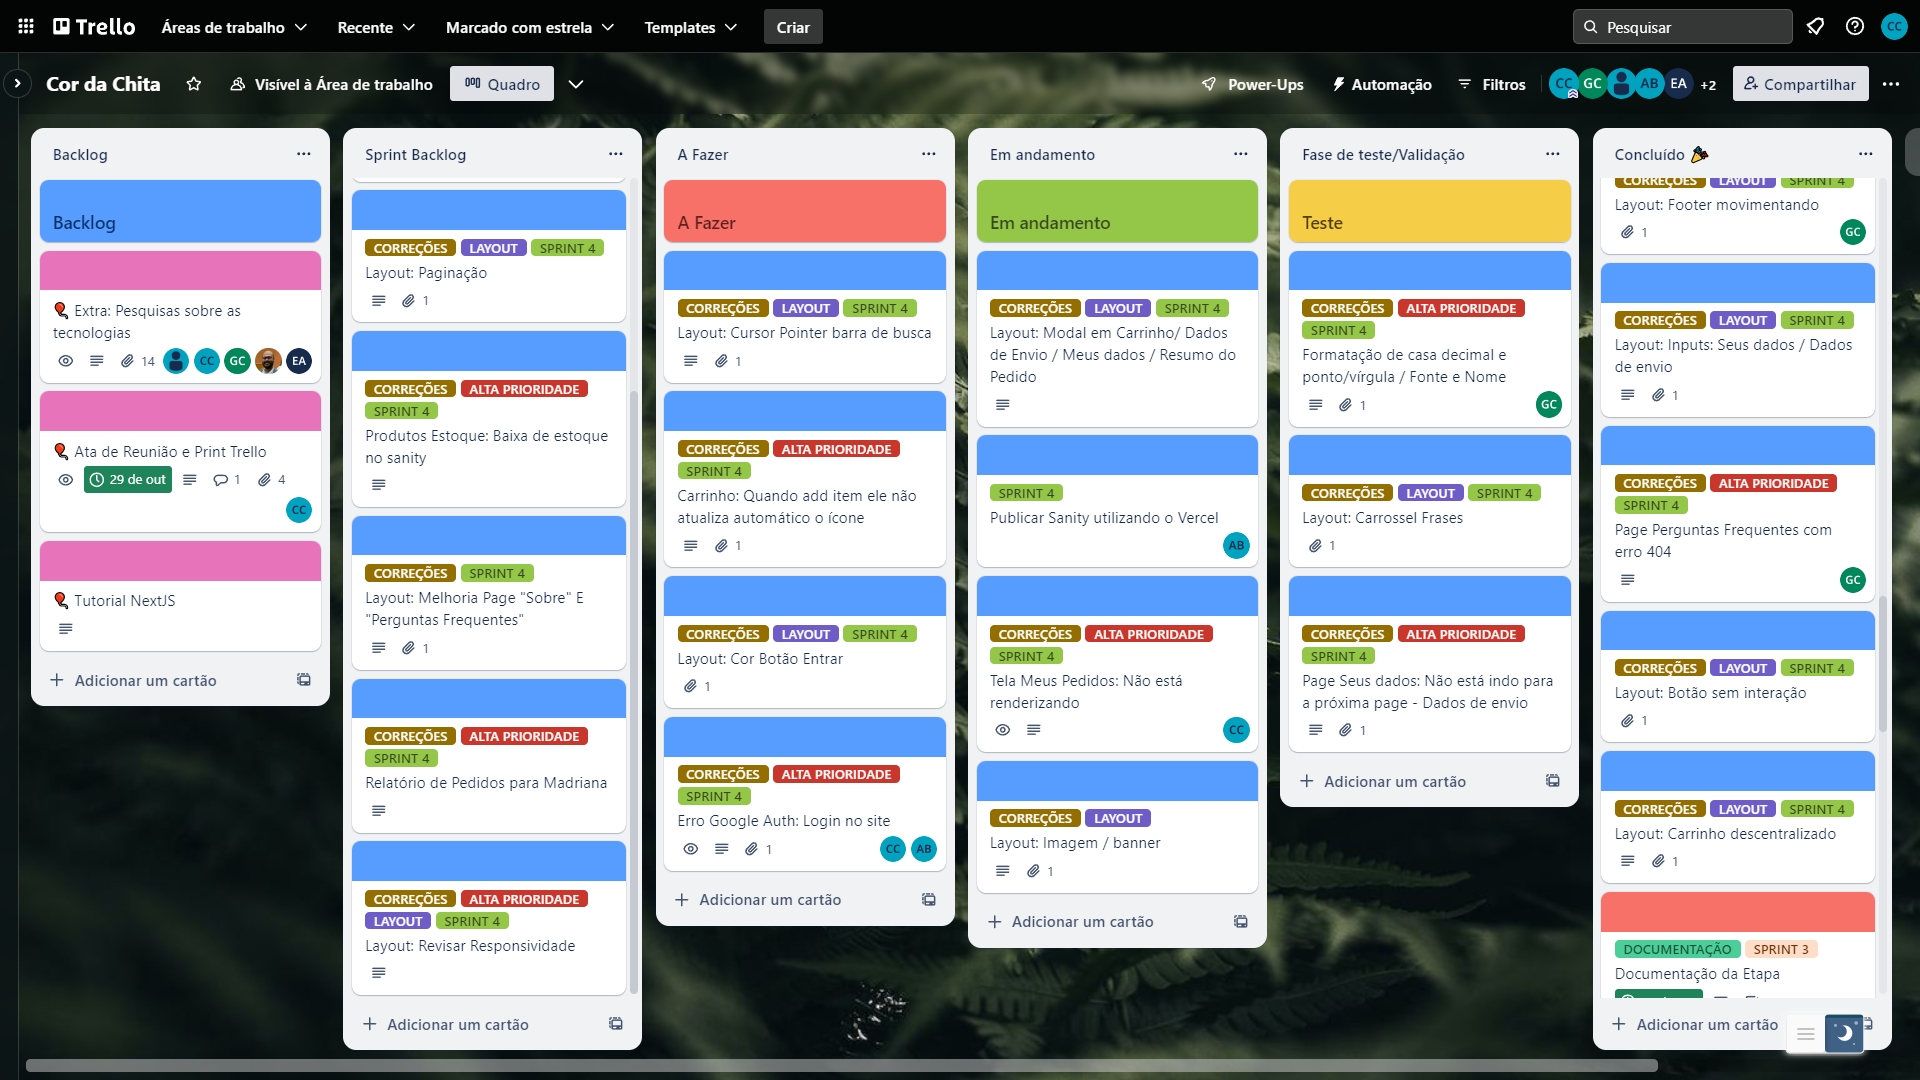 Trello
Áreas de trabalho
Recente
Marcado com estrela
Templates
Criar
Pesquisar
CC
Cor da Chita
Visível à Área de trabalho
Quadro
Power-Ups
Automação
Filtros
CC
GC
AB
EA
+2
Compartilhar
Backlog
Backlog
Extra: Pesquisas sobre as
tecnologias
14
CC
GC
EA
Ata de Reunião e Print Trello
29 de out
1
4
CC
Tutorial NextJS
Adicionar um cartão
Sprint Backlog
CORREÇÕES LAYOUT SPRINT 4
Layout: Paginação
1
CORREÇÕES ALTA PRIORIDADE
SPRINT 4
Produtos Estoque: Baixa de estoque
no sanity
CORREÇÕES SPRINT 4
Layout: Melhoria Page "Sobre" E
"Perguntas Frequentes"
1
CORREÇÕES ALTA PRIORIDADE
SPRINT 4
Relatório de Pedidos para Madriana
CORREÇÕES ALTA PRIORIDADE
LAYOUT SPRINT 4
Layout: Revisar Responsividade
Adicionar um cartão
A Fazer
A Fazer
CORREÇÕES LAYOUT SPRINT 4
Layout: Cursor Pointer barra de busca
1
CORREÇÕES ALTA PRIORIDADE
SPRINT 4
Carrinho: Quando add item ele não
atualiza automático o ícone
1
CORREÇÕES LAYOUT SPRINT 4
Layout: Cor Botão Entrar
1
CORREÇÕES ALTA PRIORIDADE
SPRINT 4
Erro Google Auth: Login no site
1
CC
AB
Adicionar um cartão
Em andamento
Em andamento
CORREÇÕES LAYOUT SPRINT 4
Layout: Modal em Carrinho/ Dados
de Envio / Meus dados / Resumo do
Pedido
SPRINT 4
Publicar Sanity utilizando o Vercel
AB
CORREÇÕES ALTA PRIORIDADE
SPRINT 4
Tela Meus Pedidos: Não está
renderizando
CC
CORREÇÕES LAYOUT
Layout: Imagem / banner
1
Adicionar um cartão
Fase de teste/Validação
Teste
CORREÇÕES ALTA PRIORIDADE
SPRINT 4
Formatação de casa decimal e
ponto/vírgula / Fonte e Nome
1
GC
CORREÇÕES LAYOUT SPRINT 4
Layout: Carrossel Frases
1
CORREÇÕES ALTA PRIORIDADE
SPRINT 4
Page Seus dados: Não está indo para
a próxima page - Dados de envio
1
Adicionar um cartão
Concluído
CORREÇÕES LAYOUT SPRINT 4
Layout: Footer movimentando
1
GC
CORREÇÕES LAYOUT SPRINT 4
Layout: Inputs: Seus dados / Dados
de envio
1
CORREÇÕES ALTA PRIORIDADE
SPRINT 4
Page Perguntas Frequentes com
erro 404
GC
CORREÇÕES LAYOUT SPRINT 4
Layout: Botão sem interação
1
CORREÇÕES LAYOUT SPRINT 4
Layout: Carrinho descentralizado
1
DOCUMENTAÇÃO SPRINT 3
Documentação da Etapa
Adicionar um cartão